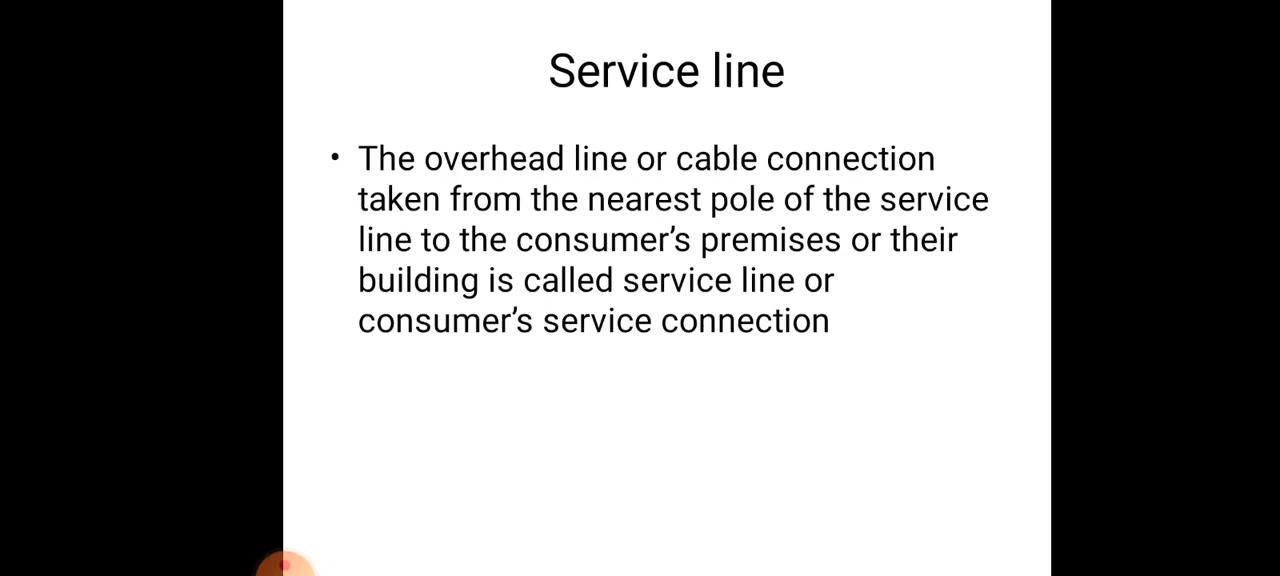 Service line
• The overhead line or cable connection
taken from the nearest pole of the service
line to the consumer’s premises or their
building is called service line or
consumer’s service connection